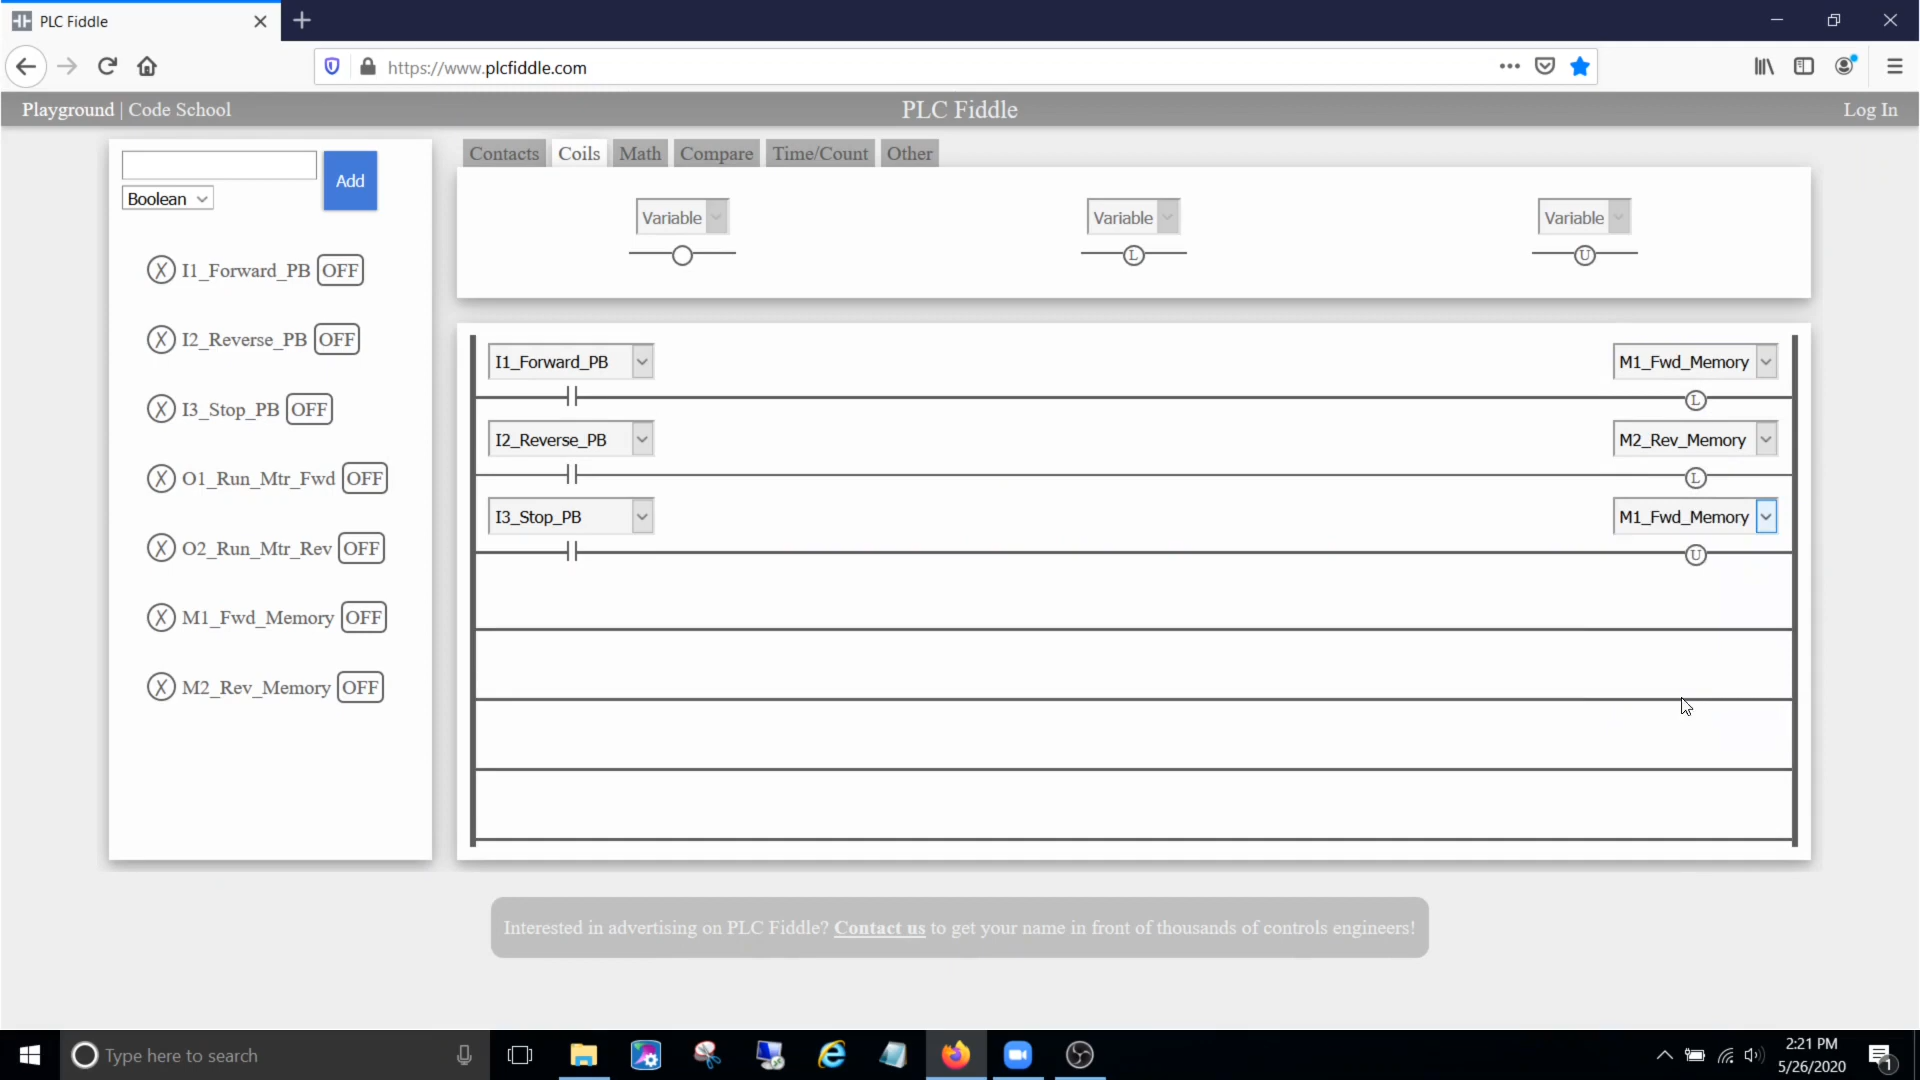 PLC Fiddle
https://www.plcfiddle.com
Playground | Code School
PLC Fiddle
Log In
Add
Boolean
I1_Forward_PB OFF
I2_Reverse_PB OFF
I3_Stop_PB OFF
O1_Run_Mtr_Fwd OFF
O2_Run_Mtr_Rev OFF
M1_Fwd_Memory OFF
M2_Rev_Memory OFF
Contacts Coils Math Compare Time/Count Other
Variable Variable Variable
L U
I1_Forward_PB M1_Fwd_Memory
L
I2_Reverse_PB M2_Rev_Memory
L
I3_Stop_PB M1_Fwd_Memory
U
Interested in advertising on PLC Fiddle? Contact us to get your name in front of thousands of controls engineers!
Type here to search
2:21 PM
5/26/2020
1